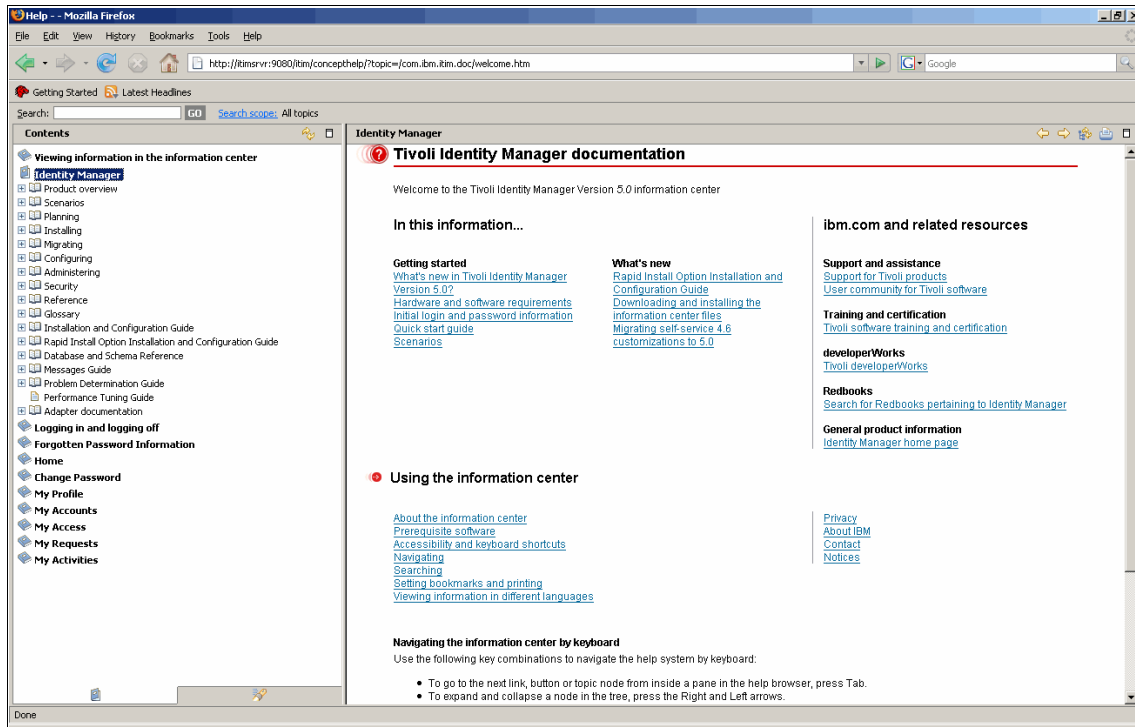 Help - - Mozilla Firefox
File Edit View History Bookmarks Tools Help
http://itimsrvr:9080/itim/concepthelp/?topic=/com.ibm.itim.doc/welcome.htm
G Google
Getting Started Latest Headlines
Search: GO Search scope: All topics
Contents
Viewing information in the information center
Identity Manager
Product overview
Scenarios
Planning
Installing
Migrating
Configuring
Administering
Security
Reference
Glossary
Installation and Configuration Guide
Rapid Install Option Installation and Configuration Guide
Database and Schema Reference
Messages Guide
Problem Determination Guide
Performance Tuning Guide
Adapter documentation
Logging in and logging off
Forgotten Password Information
Home
Change Password
My Profile
My Accounts
My Access
My Requests
My Activities
Identity Manager
Tivoli Identity Manager documentation
Welcome to the Tivoli Identity Manager Version 5.0 information center
In this information...
Getting started
What's new in Tivoli Identity Manager
Version 5.0?
Hardware and software requirements
Initial login and password information
Quick start guide
Scenarios
What's new
Rapid Install Option Installation and
Configuration Guide
Downloading and installing the
information center files
Migrating self-service 4.6
customizations to 5.0
ibm.com and related resources
Support and assistance
Support for Tivoli products
User community for Tivoli software
Training and certification
Tivoli software training and certification
developerWorks
Tivoli developerWorks
Redbooks
Search for Redbooks pertaining to Identity Manager
General product information
Identity Manager home page
Using the information center
About the information center
Prerequisite software
Accessibility and keyboard shortcuts
Navigating
Searching
Setting bookmarks and printing
Viewing information in different languages
Privacy
About IBM
Contact
Notices
Navigating the information center by keyboard
Use the following key combinations to navigate the help system by keyboard:
• To go to the next link, button or topic node from inside a pane in the help browser, press Tab.
• To expand and collapse a node in the tree, press the Right and Left arrows.
Done